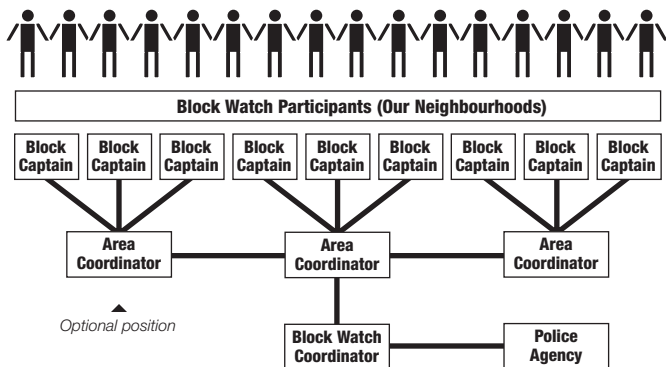 Block Watch Participants (Our Neighbourhoods)
Block
Captain
Block
Captain
Block
Captain
Block
Captain
Block
Captain
Block
Captain
Block
Captain
Block
Captain
Block
Captain
Area
Coordinator
Area
Coordinator
Area
Coordinator
Optional position
Block Watch
Coordinator
Police
Agency